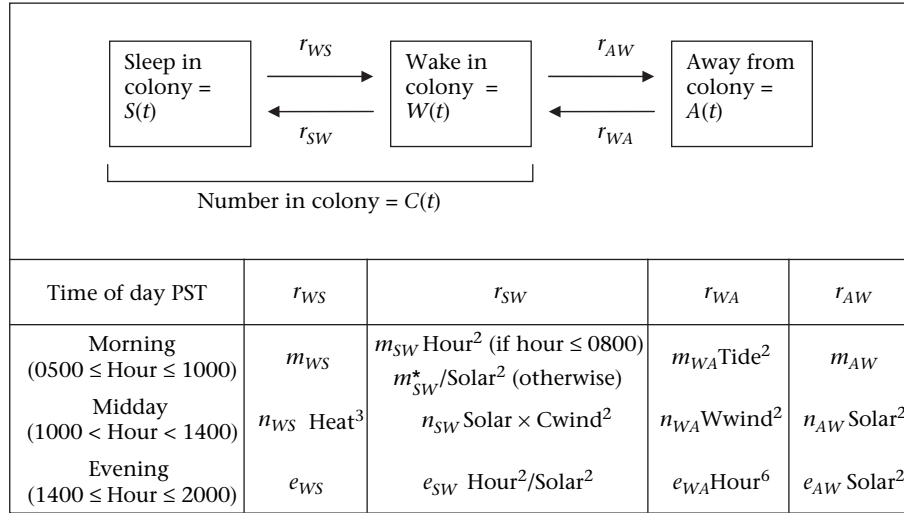 r_WS
r_AW
Sleep in
colony =
S(t)
Wake in
colony =
W(t)
Away from
colony =
A(t)
r_SW
r_WA
Number in colony = C(t)
Time of day PST r_WS r_SW r_WA r_AW
Morning
(0500 ≤ Hour ≤ 1000)
m_WS
m_SW Hour² (if hour ≤ 0800)
m*_SW/Solar² (otherwise)
m_WA Tide²
m_AW
Midday
(1000 < Hour < 1400)
n_WS Heat³
n_SW Solar × Cwind²
n_WA Wwind²
n_AW Solar²
Evening
(1400 ≤ Hour ≤ 2000)
e_WS
e_SW Hour²/Solar²
e_WA Hour⁶
e_AW Solar²